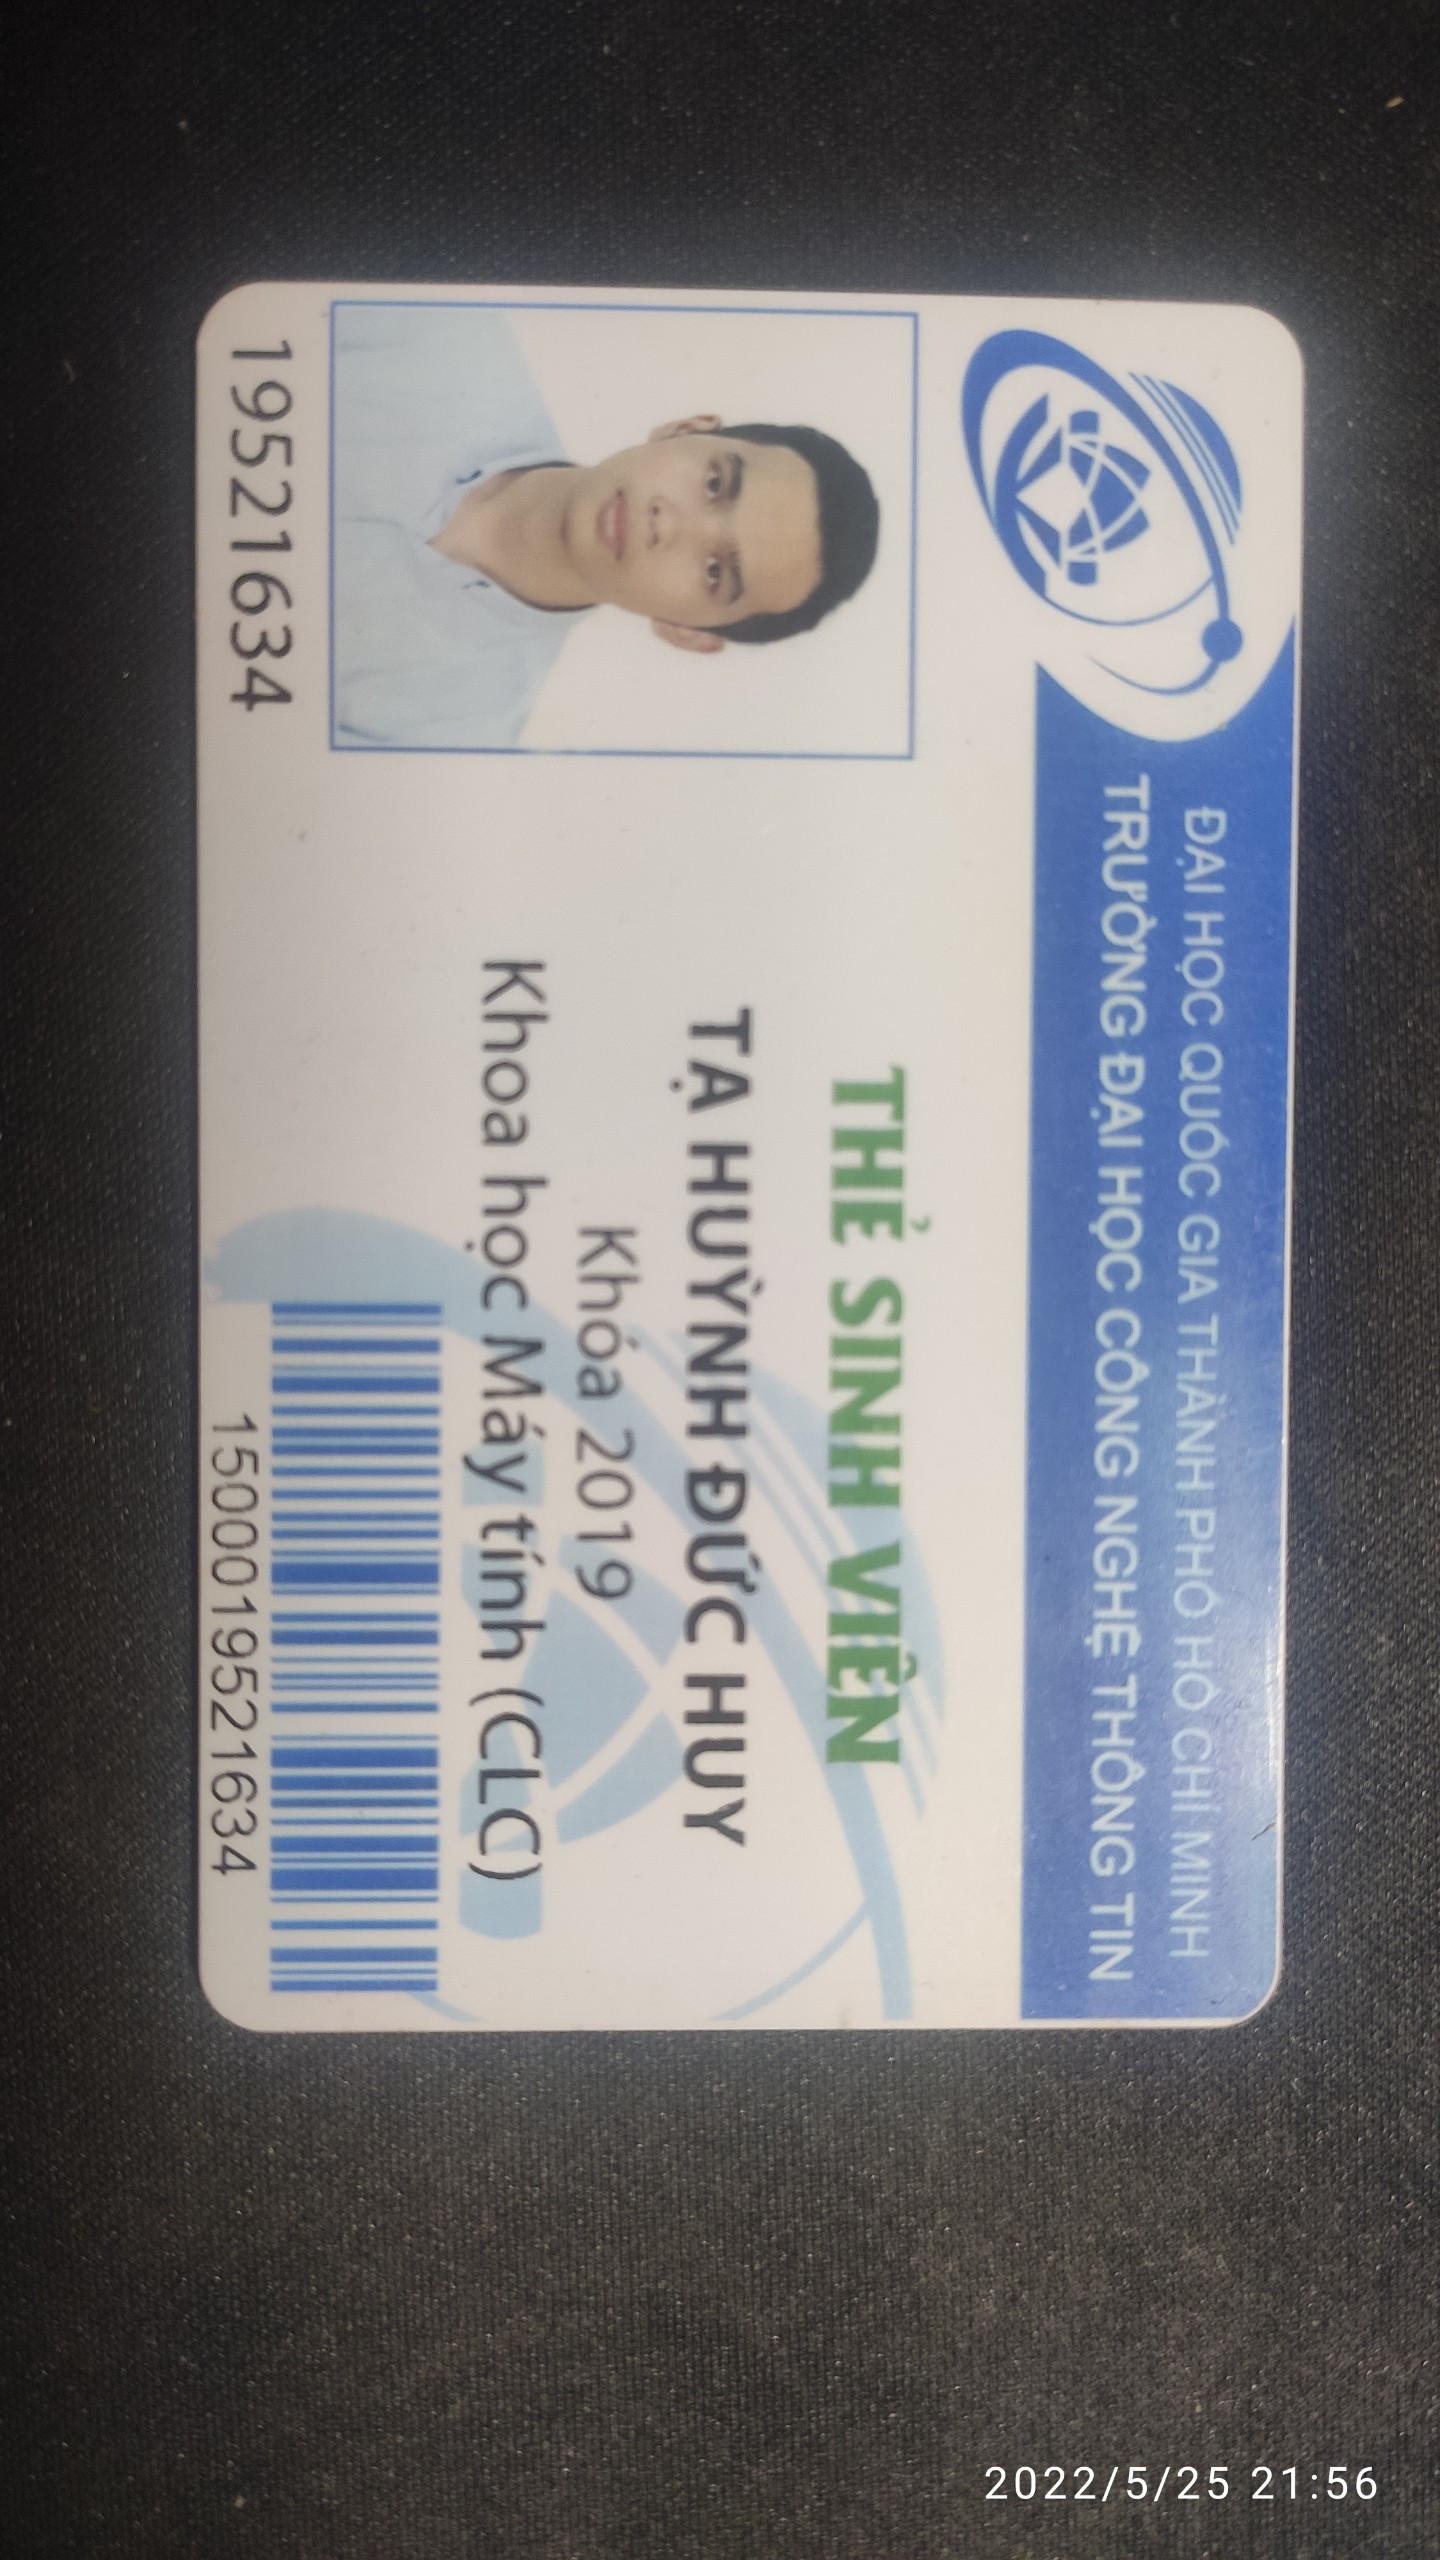 ĐẠI HỌC QUỐC GIA THÀNH PHỐ HỒ CHÍ MINH
TRƯỜNG ĐẠI HỌC CÔNG NGHỆ THÔNG TIN
THẺ SINH VIÊN
TẠ HUỲNH ĐỨC HUY
Khóa 2019
Khoa học Máy tính (CLC)
19521634
1500019521634
2022/5/25 21:56